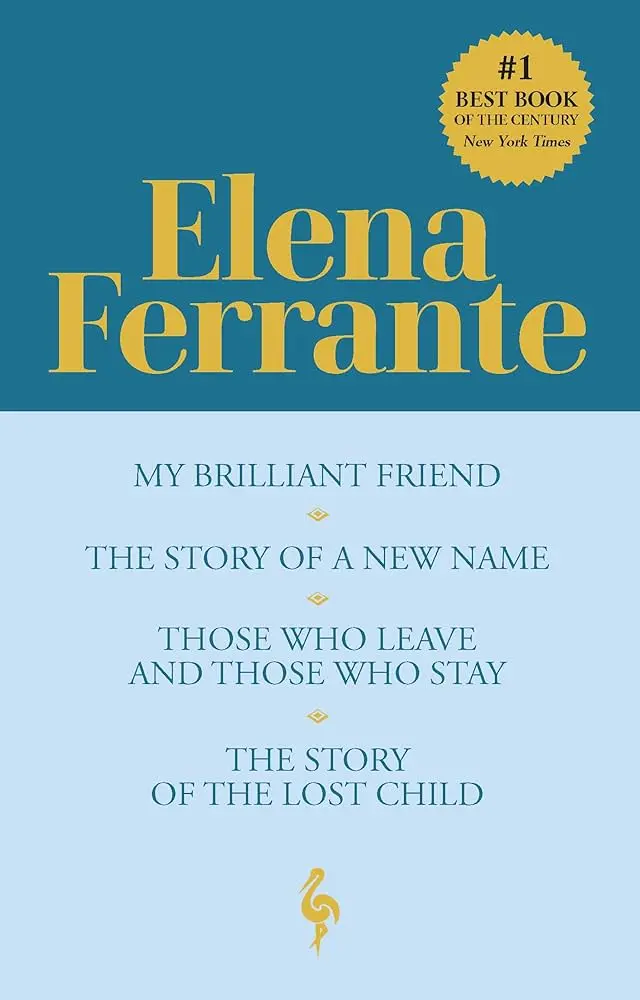 #1
BEST BOOK
OF THE CENTURY
New York Times
Elena
Ferrante
MY BRILLIANT FRIEND
THE STORY OF A NEW NAME
THOSE WHO LEAVE
AND THOSE WHO STAY
THE STORY
OF THE LOST CHILD